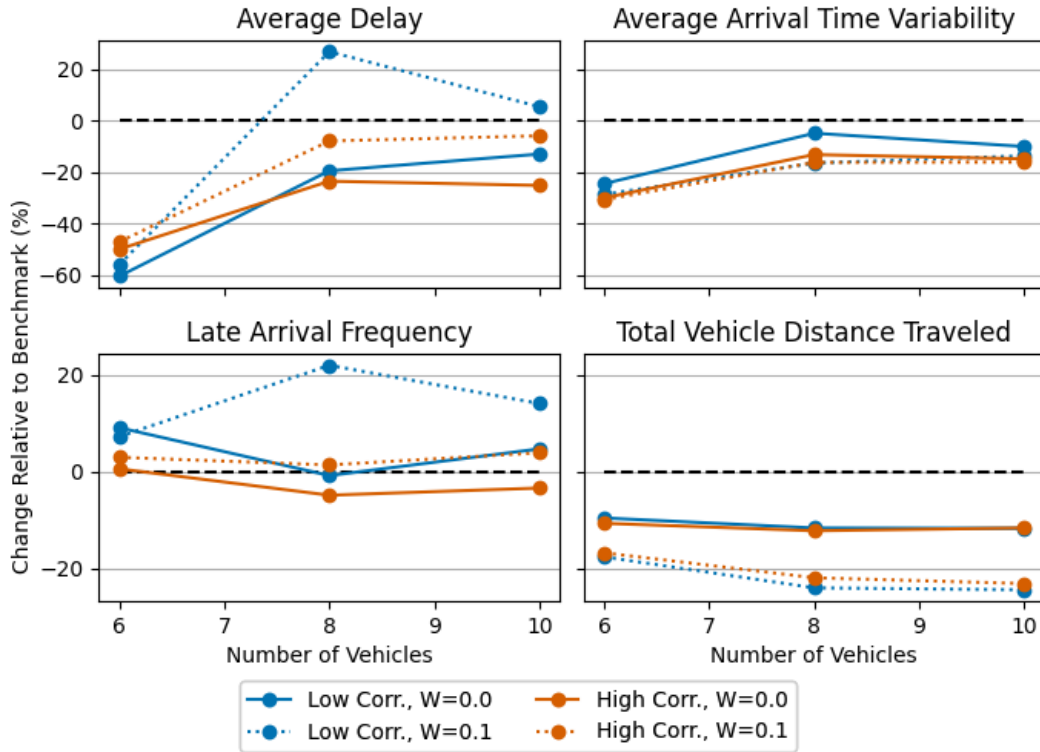 Average Delay
Average Arrival Time Variability
20
0
−20
−40
−60
6
7
8
9
10
6
7
8
9
10
Late Arrival Frequency
Total Vehicle Distance Traveled
20
0
−20
Change Relative to Benchmark (%)
Number of Vehicles
Number of Vehicles
Low Corr., W=0.0
High Corr., W=0.0
Low Corr., W=0.1
High Corr., W=0.1